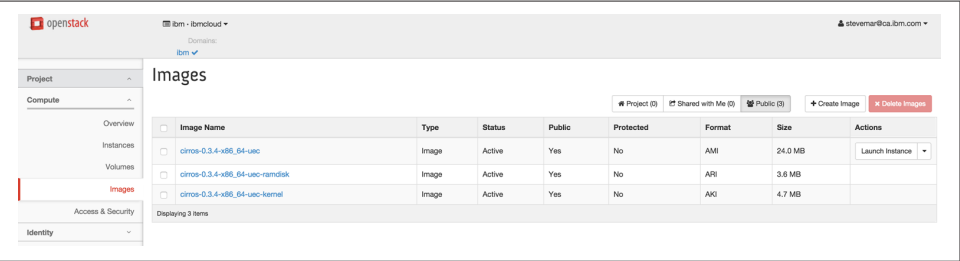 openstack
ibm - ibmcloud
stevemar@ca.ibm.com
Domains:
ibm
Project
Images
Compute
Project (0) Shared with Me (0) Public (3) Create Image Delete Images
Overview
Image Name Type Status Public Protected Format Size Actions
Instances
cirros-0.3.4-x86_64-uec Image Active Yes No AMI 24.0 MB Launch Instance
Volumes
cirros-0.3.4-x86_64-uec-ramdisk Image Active Yes No ARI 3.6 MB
Images
cirros-0.3.4-x86_64-uec-kernel Image Active Yes No AKI 4.7 MB
Access & Security
Displaying 3 items
Identity